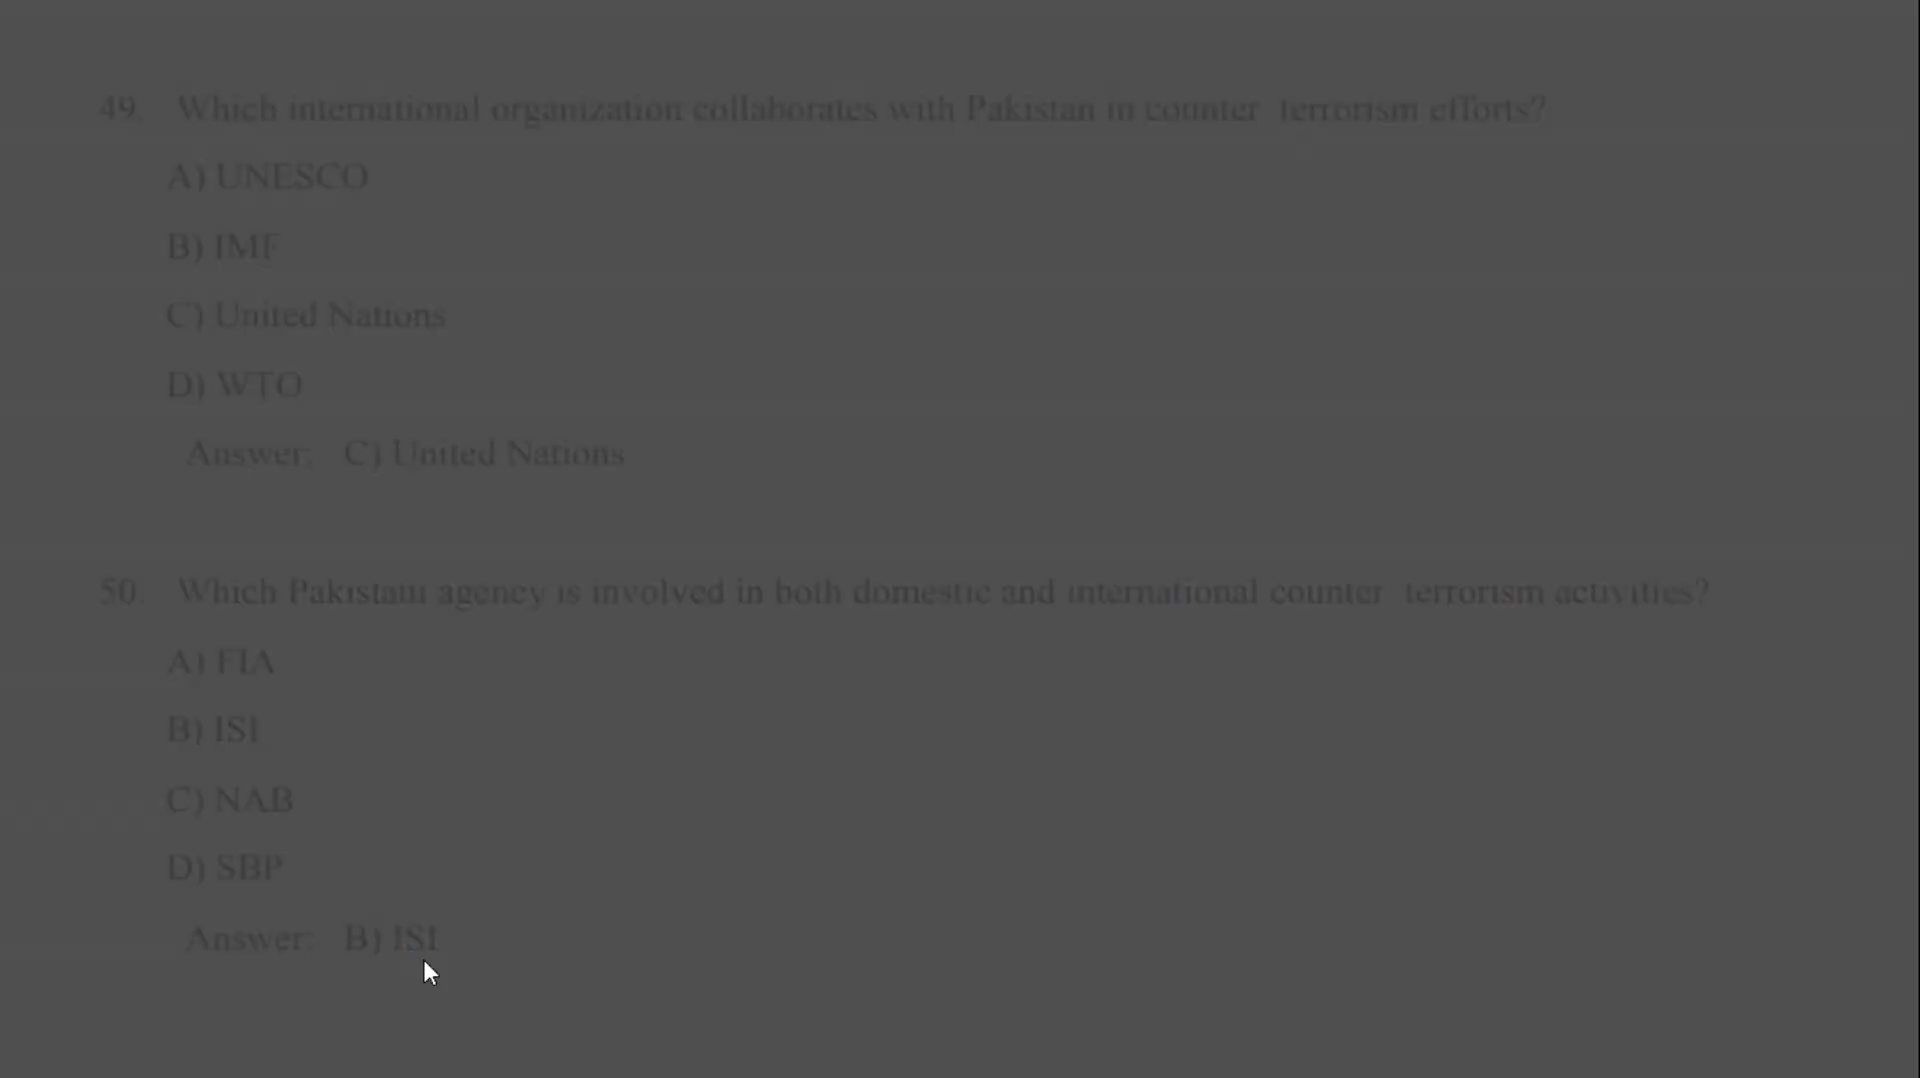 49. Which international organization collaborates with Pakistan in counter terrorism efforts?
A) UNESCO
B) IMF
C) United Nations
D) WTO
Answer: C) United Nations
50. Which Pakistani agency is involved in both domestic and international counter terrorism activities?
A) FIA
B) ISI
C) NAB
D) SBP
Answer: B) ISI